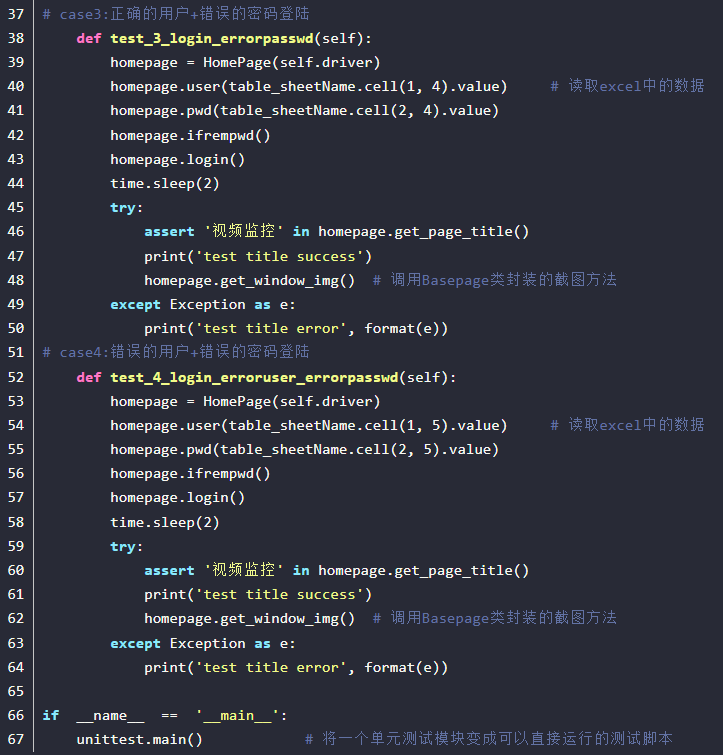 37 # case3:正确的用户+错误的密码登陆
38     def test_3_login_errorpasswd(self):
39         homepage = HomePage(self.driver)
40         homepage.user(table_sheetName.cell(1, 4).value)     # 读取excel中的数据
41         homepage.pwd(table_sheetName.cell(2, 4).value)
42         homepage.ifrempwd()
43         homepage.login()
44         time.sleep(2)
45         try:
46             assert '视频监控' in homepage.get_page_title()
47             print('test title success')
48             homepage.get_window_img()  # 调用Basepage类封装的截图方法
49         except Exception as e:
50             print('test title error', format(e))
51 # case4:错误的用户+错误的密码登陆
52     def test_4_login_erroruser_errorpasswd(self):
53         homepage = HomePage(self.driver)
54         homepage.user(table_sheetName.cell(1, 5).value)     # 读取excel中的数据
55         homepage.pwd(table_sheetName.cell(2, 5).value)
56         homepage.ifrempwd()
57         homepage.login()
58         time.sleep(2)
59         try:
60             assert '视频监控' in homepage.get_page_title()
61             print('test title success')
62             homepage.get_window_img()  # 调用Basepage类封装的截图方法
63         except Exception as e:
64             print('test title error', format(e))
65
66 if  __name__  ==  '__main__':
67     unittest.main()            # 将一个单元测试模块变成可以直接运行的测试脚本